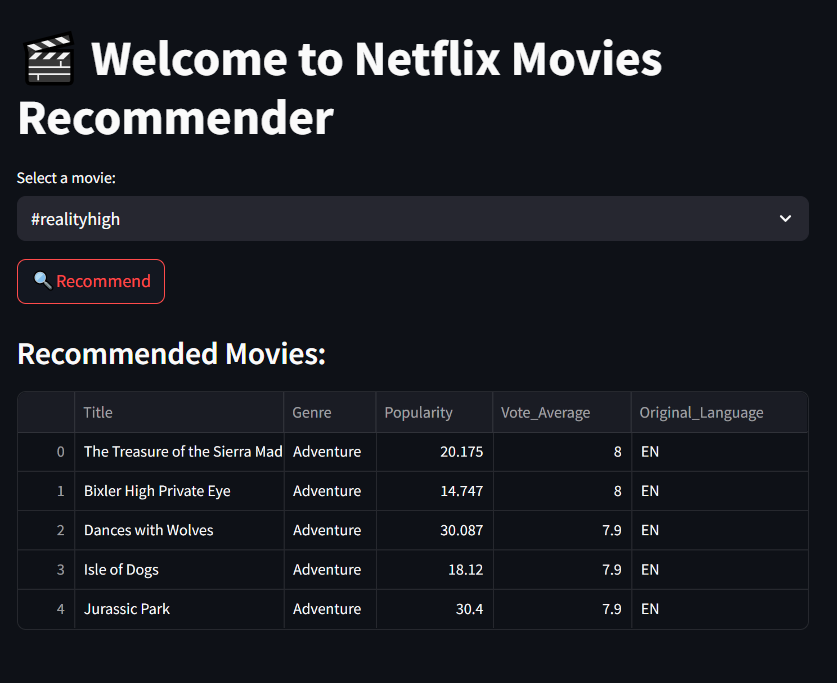 🎬 Welcome to Netflix Movies
Recommender
Select a movie:
#realityhigh
🔍 Recommend
Recommended Movies:
Title Genre Popularity Vote_Average Original_Language
0 The Treasure of the Sierra Mad Adventure 20.175 8 EN
1 Bixler High Private Eye Adventure 14.747 8 EN
2 Dances with Wolves Adventure 30.087 7.9 EN
3 Isle of Dogs Adventure 18.12 7.9 EN
4 Jurassic Park Adventure 30.4 7.9 EN